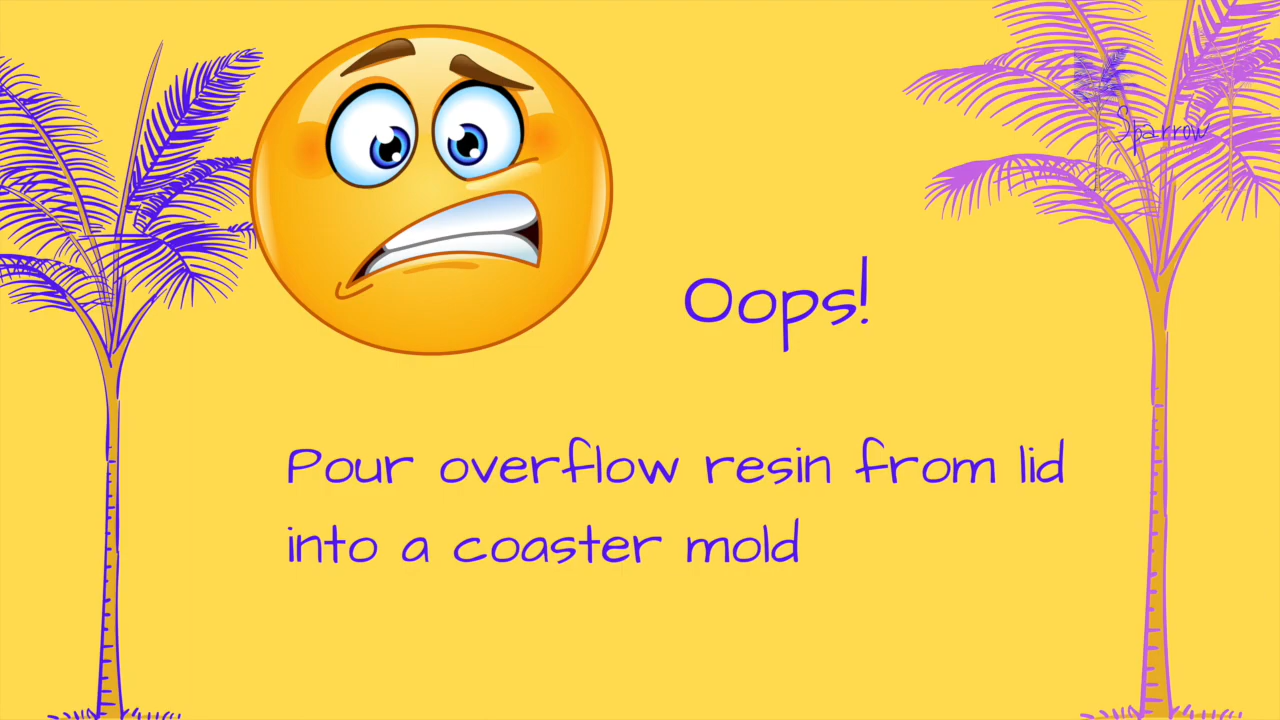 Sparrow
Oops!
Pour overflow resin from lid
into a coaster mold